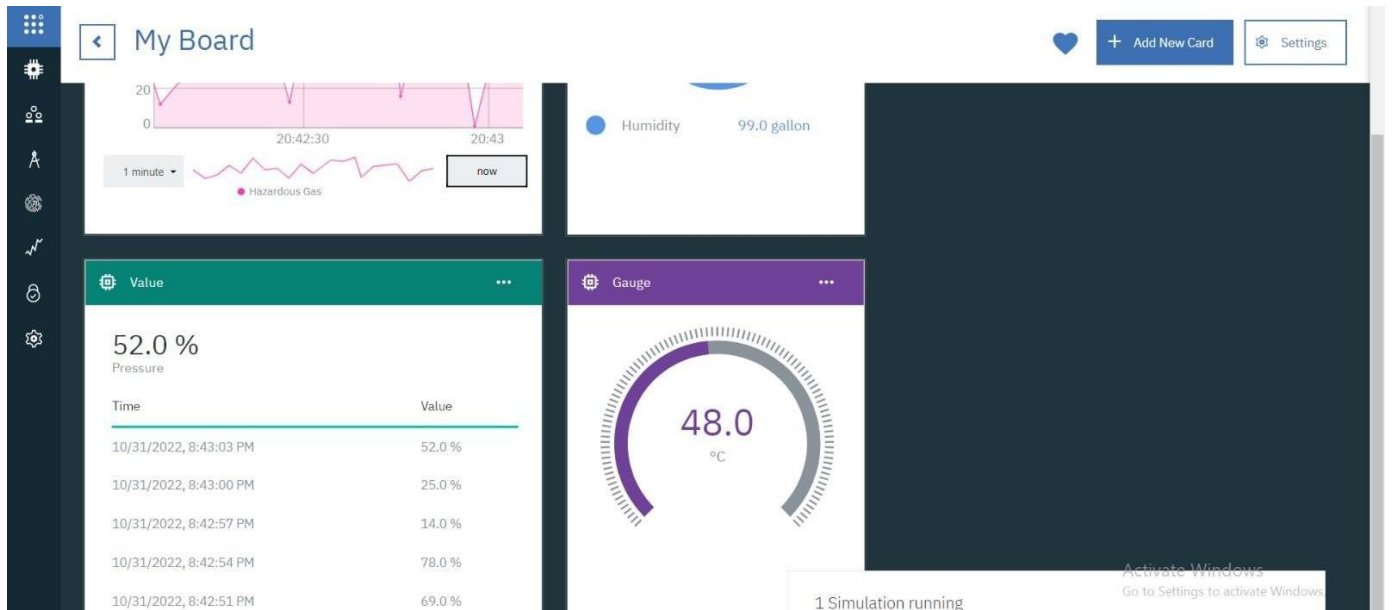 My Board
+ Add New Card
Settings
20
0
20:42:30
20:43
1 minute
now
Hazardous Gas
Humidity 99.0 gallon
Value
52.0 %
Pressure
Time Value
10/31/2022, 8:43:03 PM 52.0 %
10/31/2022, 8:43:00 PM 25.0 %
10/31/2022, 8:42:57 PM 14.0 %
10/31/2022, 8:42:54 PM 78.0 %
10/31/2022, 8:42:51 PM 69.0 %
Gauge
48.0
°C
Activate Windows
Go to Settings to activate Windows.
1 Simulation running